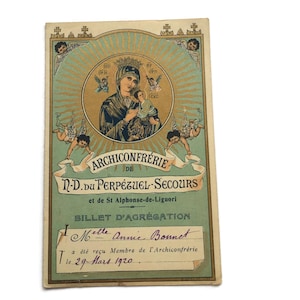 ARCHICONFRÉRIE
DE
N-D. DU PERPÉTUEL-SECOURS
et de St Alphonse-de-Liguori
BILLET D'AGRÉGATION
Melle Annie Bonnet
a été reçu Membre de l'Archiconfrérie
le 29 Mars 1920.